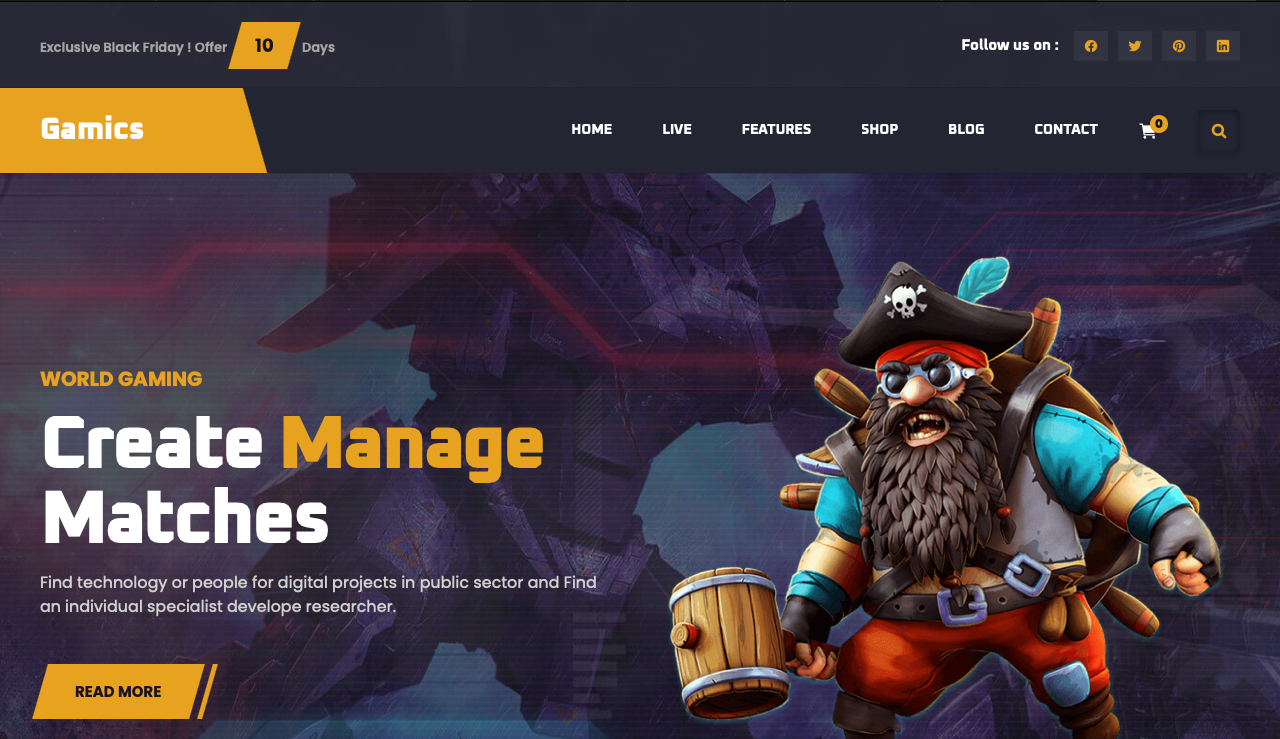 Exclusive Black Friday ! Offer 10 Days
Follow us on :
Gamics
HOME LIVE FEATURES SHOP BLOG CONTACT 0
WORLD GAMING
Create Manage
Matches
Find technology or people for digital projects in public sector and Find
an individual specialist develope researcher.
READ MORE